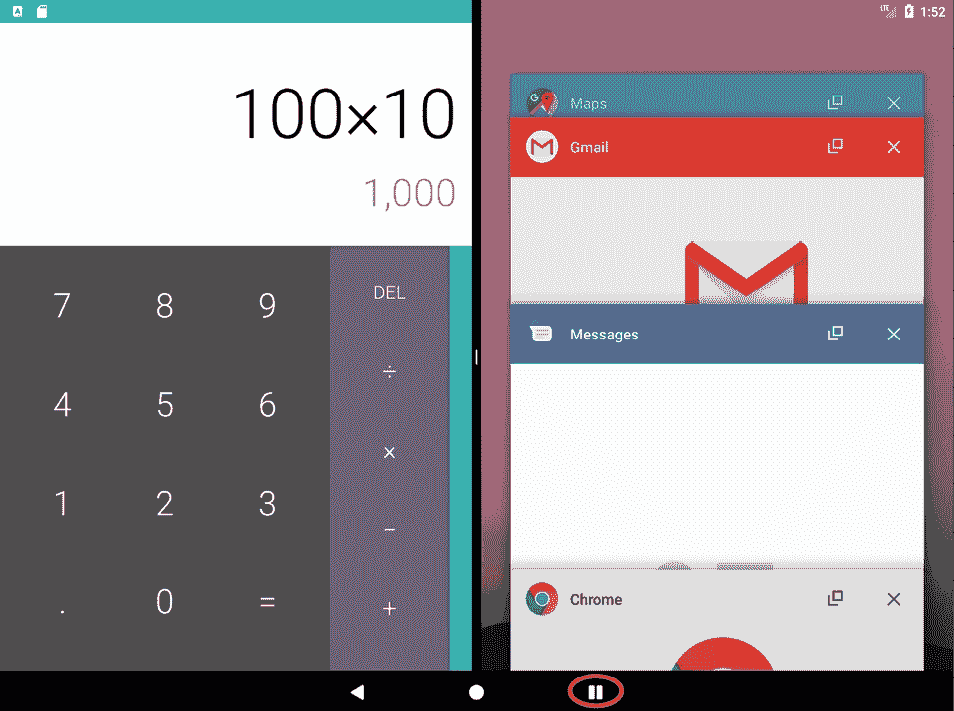 LTE 1:52
100×10
1,000
7 8 9 DEL
÷
4 5 6
×
1 2 3
−
. 0 =
+
Maps
Gmail
Messages
Chrome